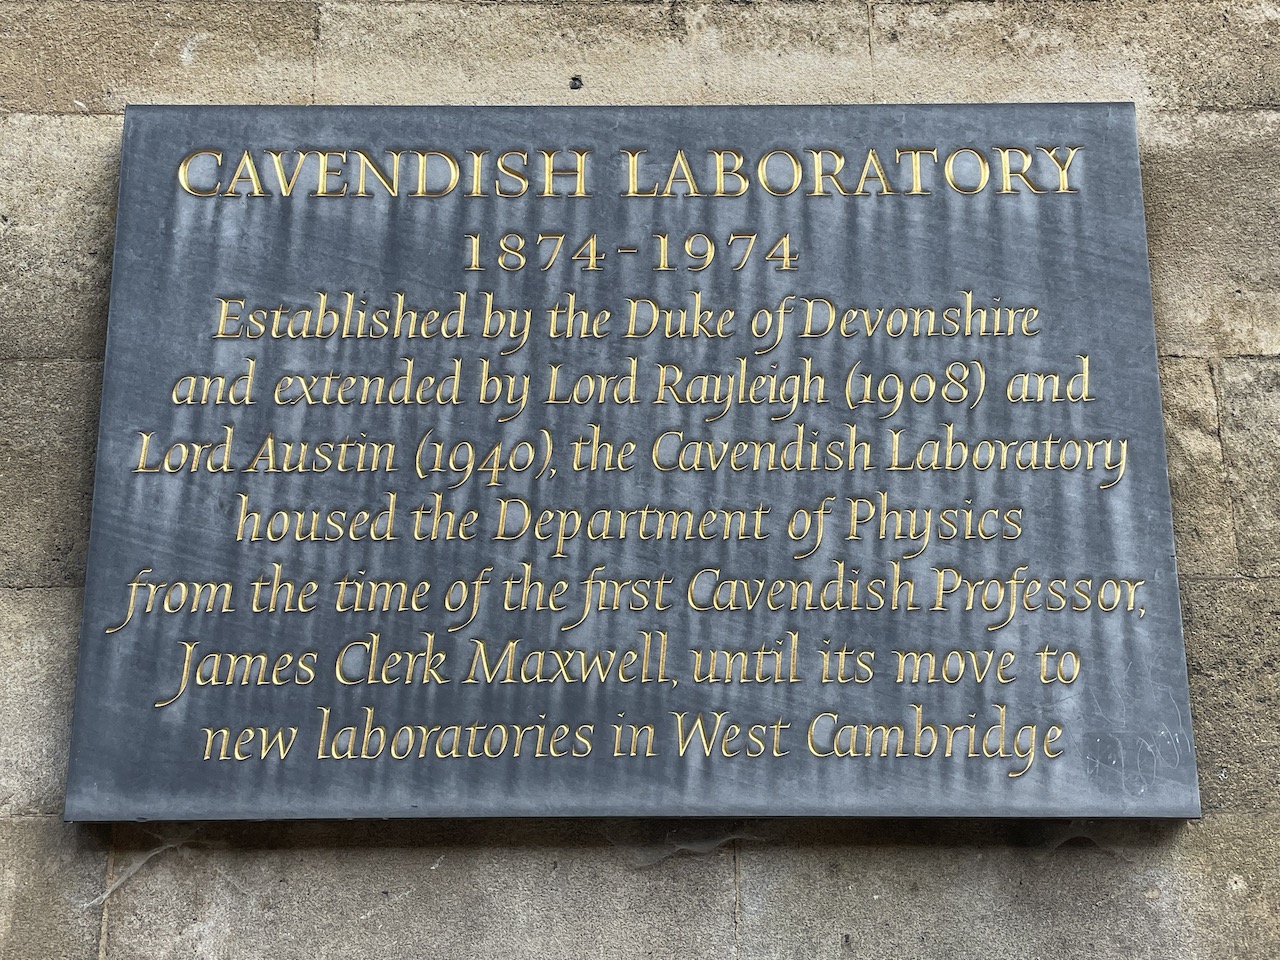 CAVENDISH LABORATORY
1874-1974
Established by the Duke of Devonshire
and extended by Lord Rayleigh (1908) and
Lord Austin (1940), the Cavendish Laboratory
housed the Department of Physics
from the time of the first Cavendish Professor,
James Clerk Maxwell, until its move to
new laboratories in West Cambridge